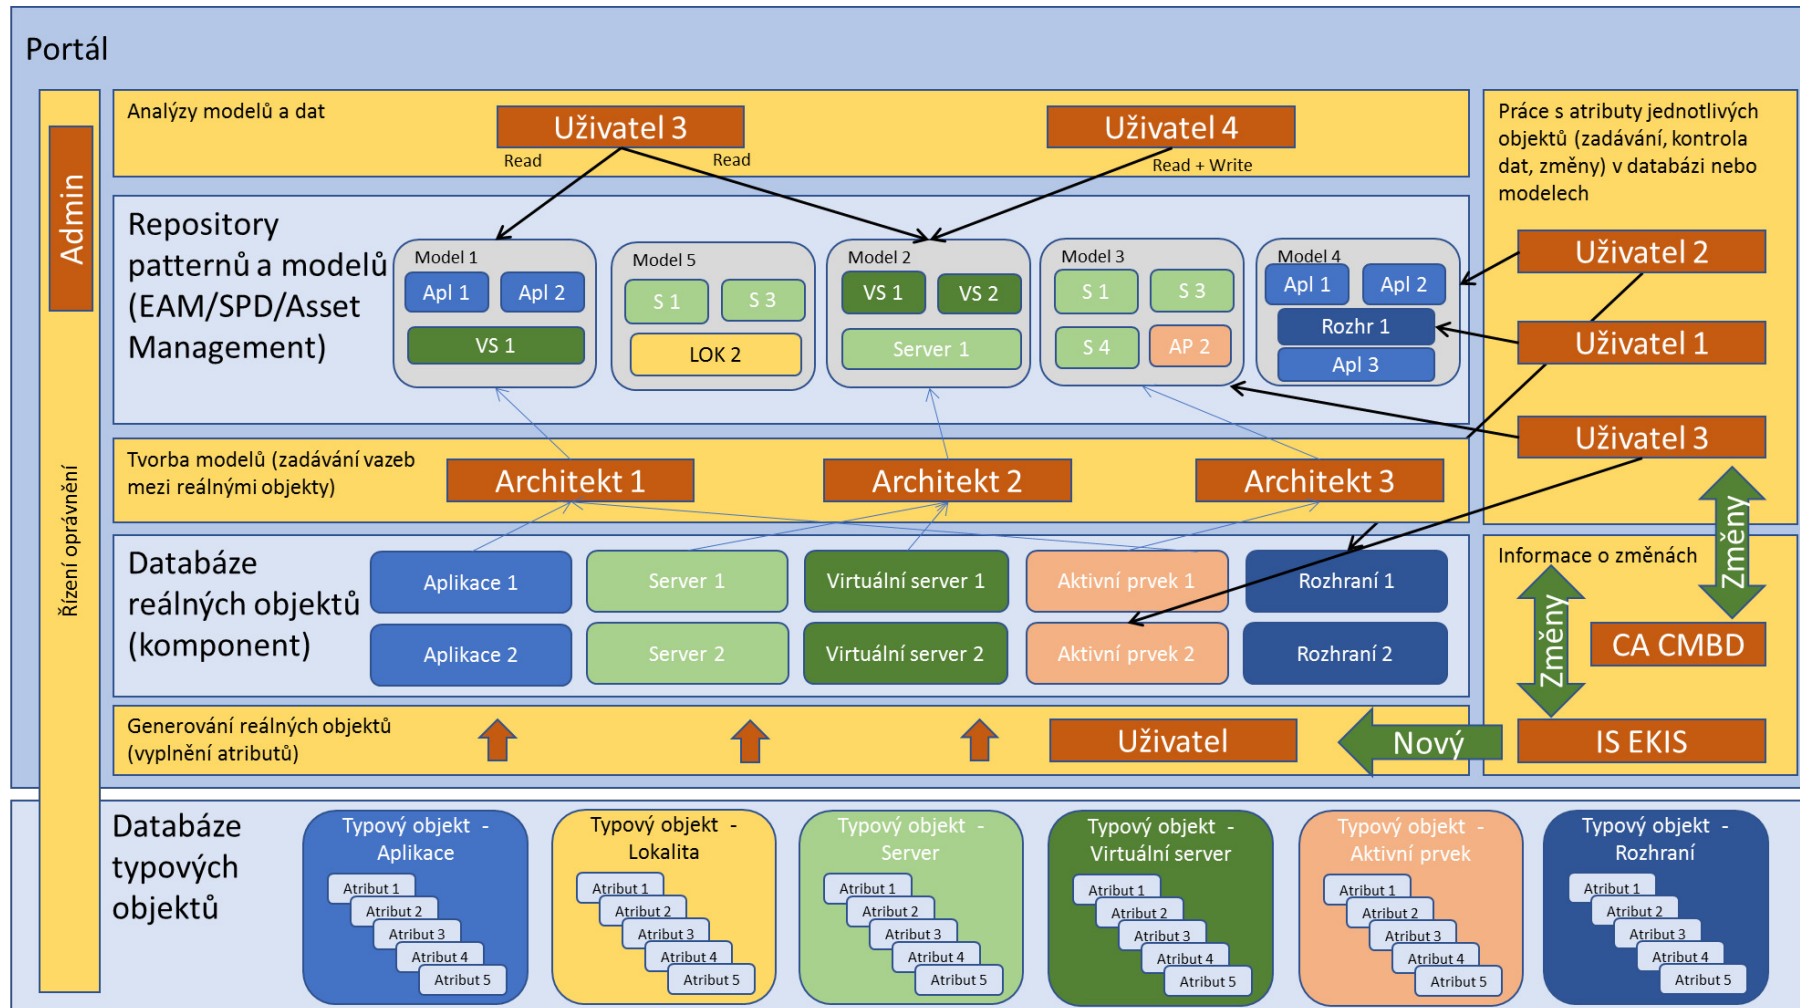 Portál
Admin
Řízení oprávnění
Analýzy modelů a dat
Uživatel 3
Uživatel 4
Read
Read
Read + Write
Repository
patternů a modelů
(EAM/SPD/Asset
Management)
Model 1
Apl 1
Apl 2
VS 1
Model 5
S 1
S 3
LOK 2
Model 2
VS 1
VS 2
Server 1
Model 3
S 1
S 3
S 4
AP 2
Model 4
Apl 1
Apl 2
Rozhr 1
Apl 3
Práce s atributy jednotlivých
objektů (zadávání, kontrola
dat, změny) v databázi nebo
modelech
Uživatel 2
Uživatel 1
Uživatel 3
Tvorba modelů (zadávání vazeb
mezi reálnými objekty)
Architekt 1
Architekt 2
Architekt 3
Databáze
reálných objektů
(komponent)
Aplikace 1
Server 1
Virtuální server 1
Aktivní prvek 1
Rozhraní 1
Aplikace 2
Server 2
Virtuální server 2
Aktivní prvek 2
Rozhraní 2
Informace o změnách
Změny
Změny
CA CMBD
IS EKIS
Nový
Generování reálných objektů
(vyplnění atributů)
Uživatel
Databáze
typových
objektů
Typový objekt -
Aplikace
Atribut 1
Atribut 2
Atribut 3
Atribut 4
Atribut 5
Typový objekt -
Lokalita
Atribut 1
Atribut 2
Atribut 3
Atribut 4
Atribut 5
Typový objekt -
Server
Atribut 1
Atribut 2
Atribut 3
Atribut 4
Atribut 5
Typový objekt -
Virtuální server
Atribut 1
Atribut 2
Atribut 3
Atribut 4
Atribut 5
Typový objekt -
Aktivní prvek
Atribut 1
Atribut 2
Atribut 3
Atribut 4
Atribut 5
Typový objekt -
Rozhraní
Atribut 1
Atribut 2
Atribut 3
Atribut 4
Atribut 5